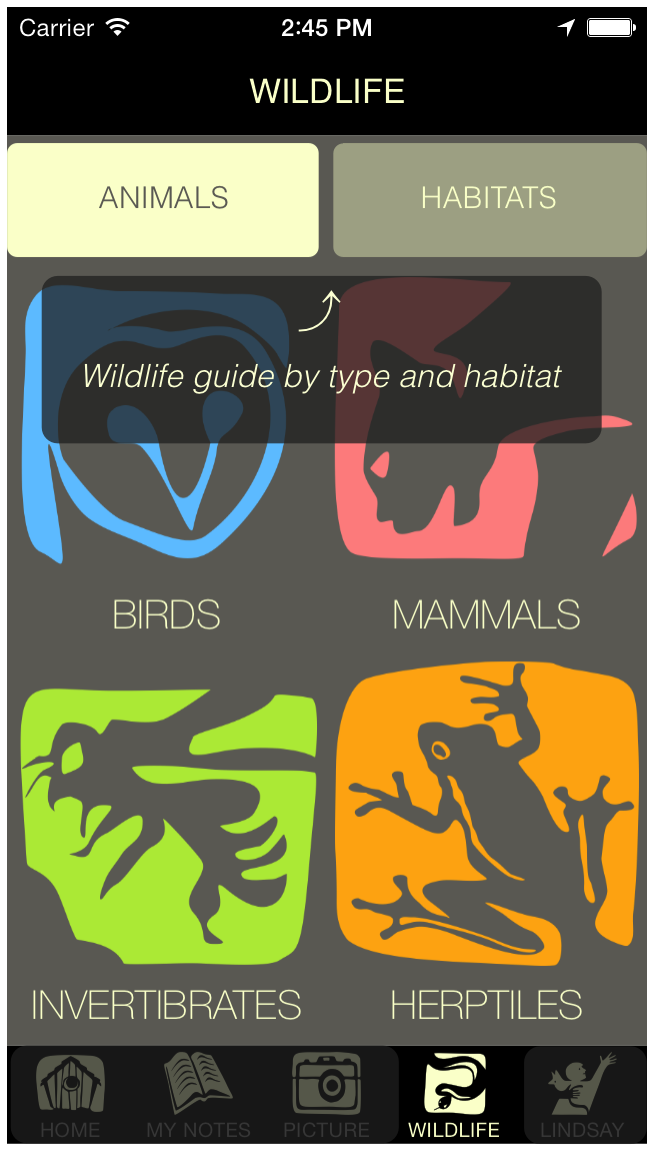 Carrier 2:45 PM
WILDLIFE
ANIMALS HABITATS
Wildlife guide by type and habitat
BIRDS MAMMALS
INVERTIBRATES HERPTILES
HOME MY NOTES PICTURE WILDLIFE LINDSAY